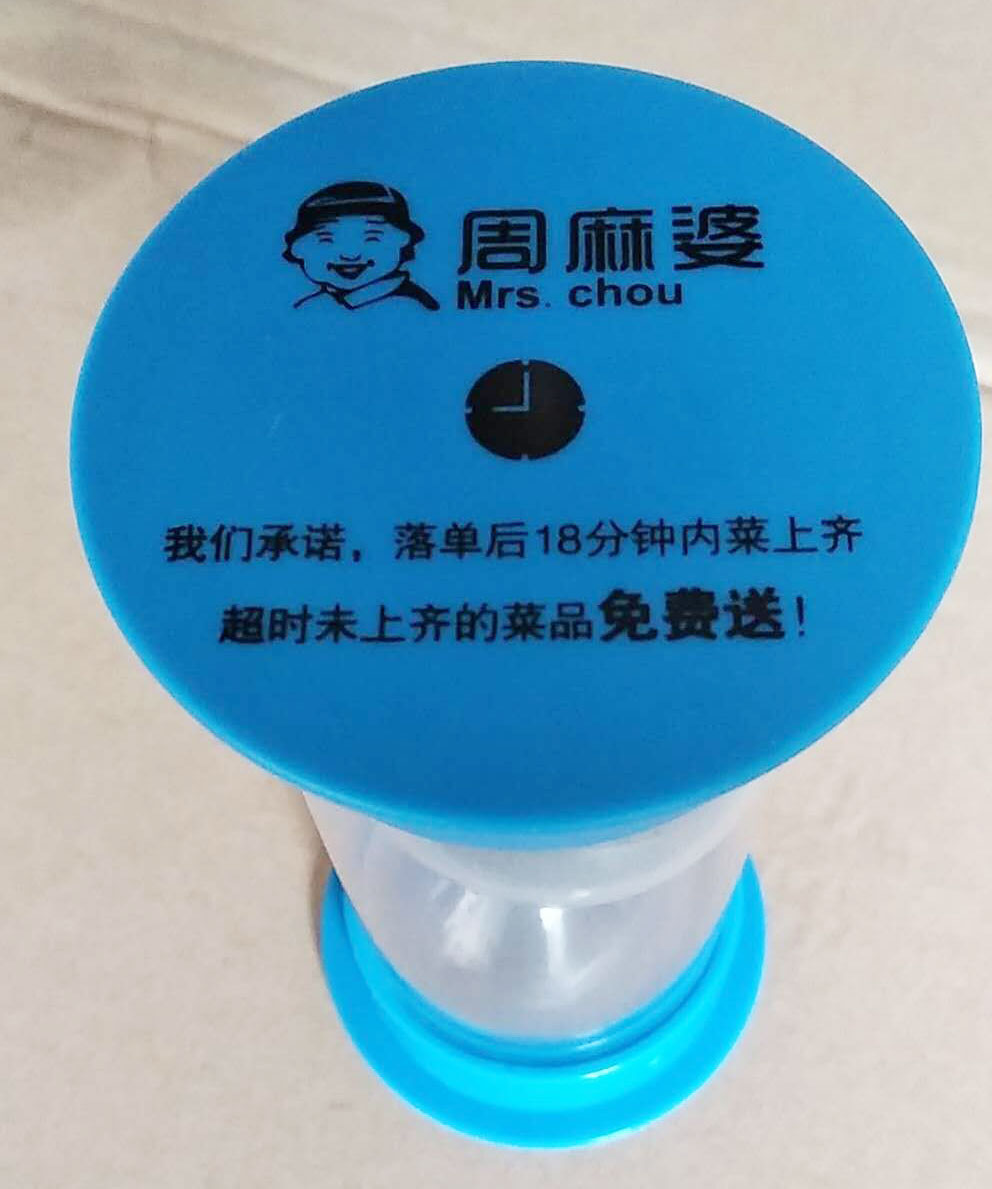 周麻婆
Mrs. chou
我们承诺，落单后18分钟内菜上齐
超时未上齐的菜品免费送！